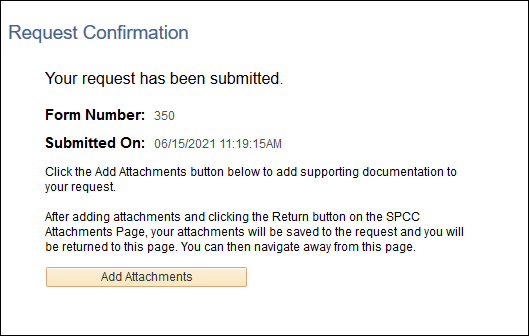 Request Confirmation
Your request has been submitted.
Form Number: 350
Submitted On: 06/15/2021 11:19:15AM
Click the Add Attachments button below to add supporting documentation to
your request.
After adding attachments and clicking the Return button on the SPCC
Attachments Page, your attachments will be saved to the request and you will
be returned to this page. You can then navigate away from this page.
Add Attachments